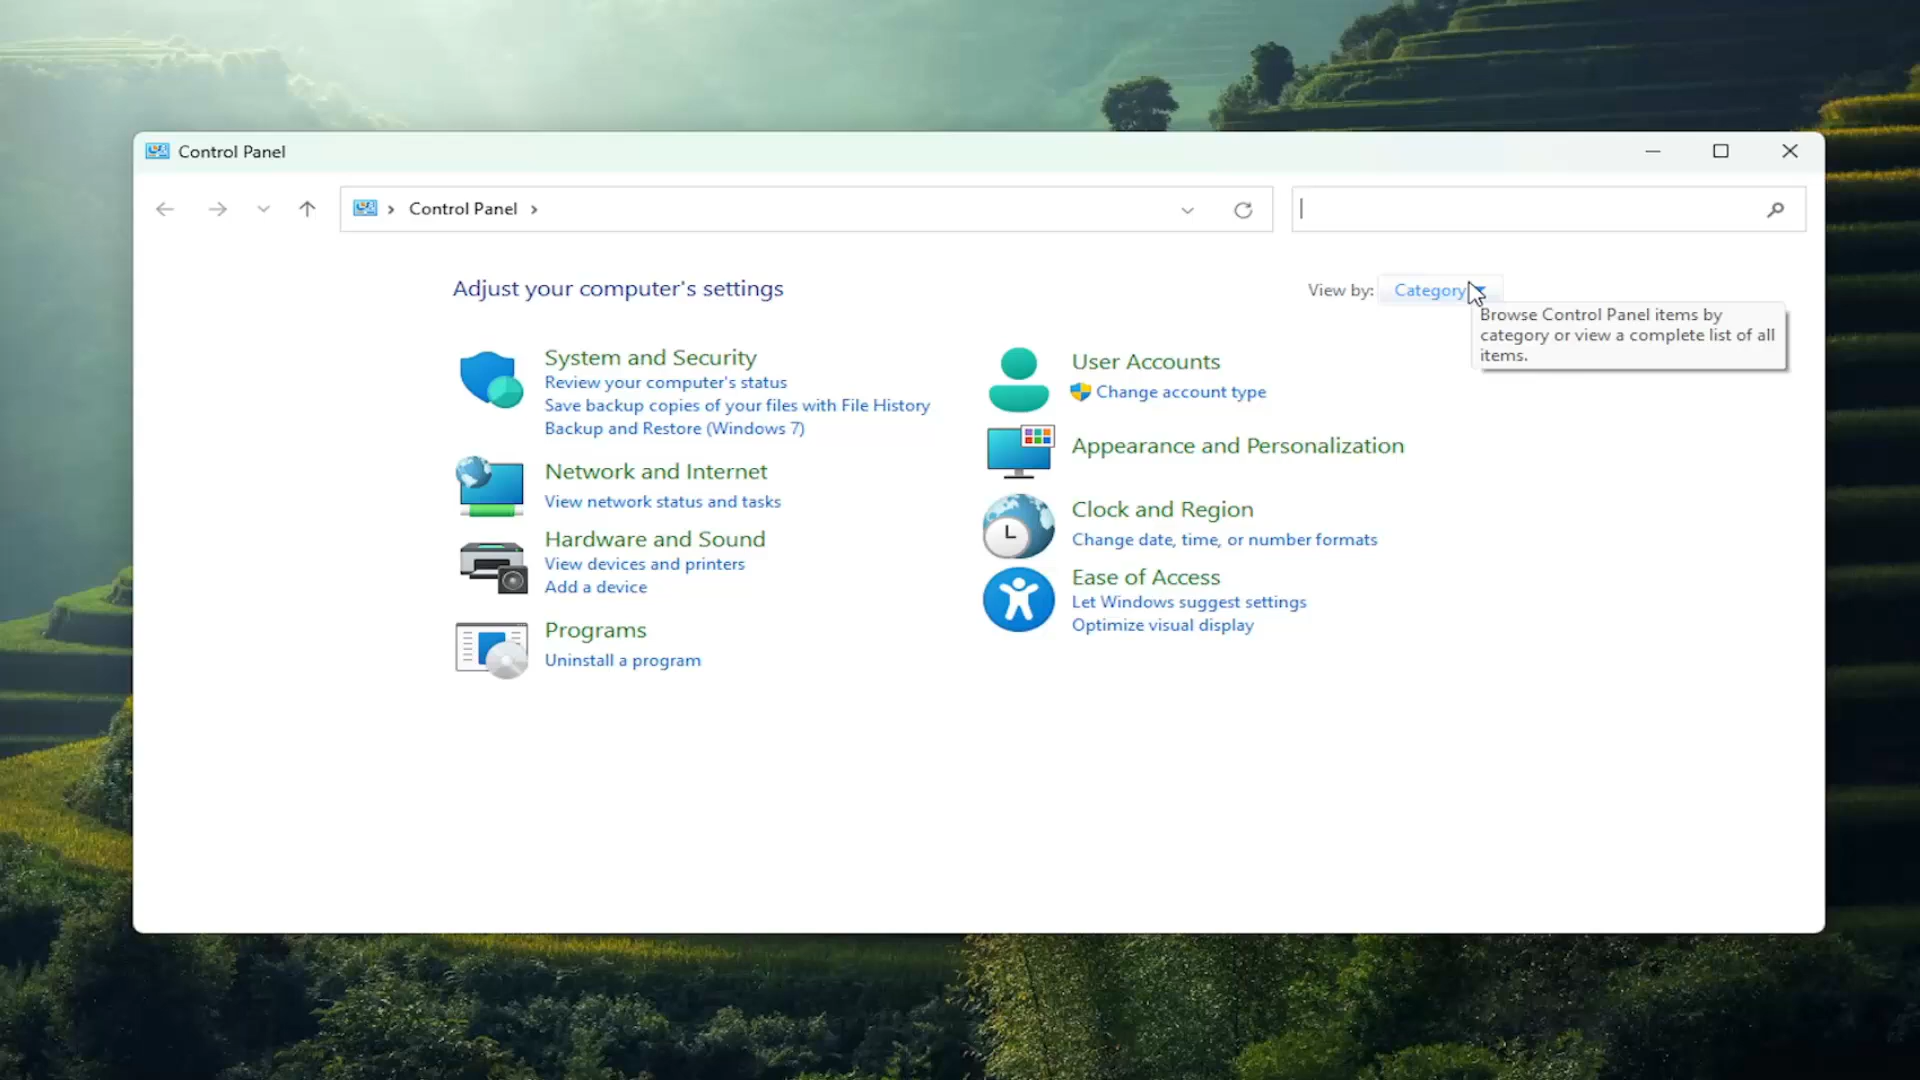 Control Panel
Control Panel
Adjust your computer's settings
View by: Category
Browse Control Panel items by
category or view a complete list of all
items.
System and Security
Review your computer's status
Save backup copies of your files with File History
Backup and Restore (Windows 7)
Network and Internet
View network status and tasks
Hardware and Sound
View devices and printers
Add a device
Programs
Uninstall a program
User Accounts
Change account type
Appearance and Personalization
Clock and Region
Change date, time, or number formats
Ease of Access
Let Windows suggest settings
Optimize visual display